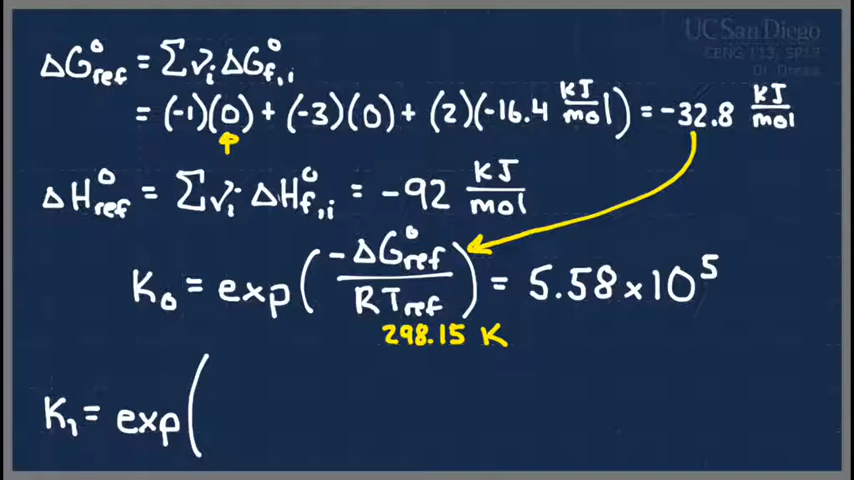 UC San Diego
CENG 113, SP17
ΔG°ref = Σνi ΔG°f,i
= (-1)(0) + (-3)(0) + (2)(-16.4 kJ/mol) = -32.8 kJ/mol
ΔH°ref = Σνi ΔH°f,i = -92 kJ/mol
K0 = exp(-ΔG°ref/RTref) = 5.58×10^5
298.15 K
K1 = exp(